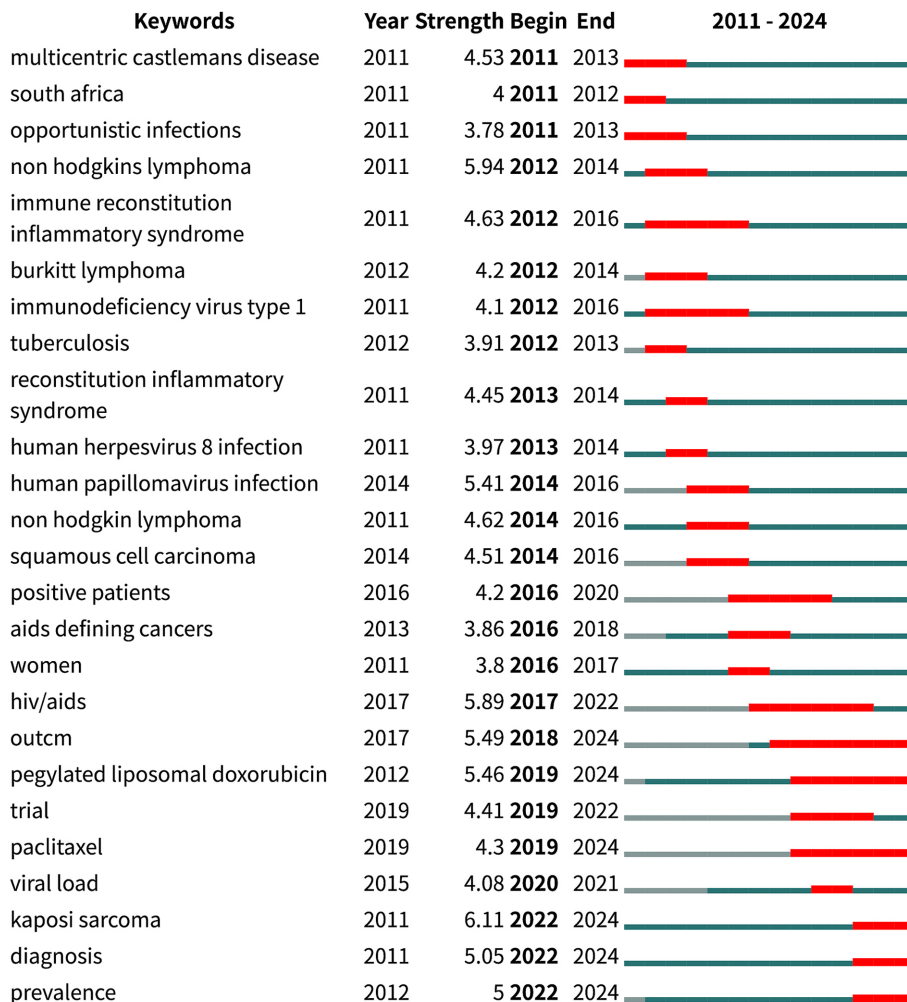 Keywords Year Strength Begin End 2011 - 2024
multicentric castlemans disease 2011 4.53 2011 2013
south africa 2011 4 2011 2012
opportunistic infections 2011 3.78 2011 2013
non hodgkins lymphoma 2011 5.94 2012 2014
immune reconstitution
inflammatory syndrome 2011 4.63 2012 2016
burkitt lymphoma 2012 4.2 2012 2014
immunodeficiency virus type 1 2011 4.1 2012 2016
tuberculosis 2012 3.91 2012 2013
reconstitution inflammatory
syndrome 2011 4.45 2013 2014
human herpesvirus 8 infection 2011 3.97 2013 2014
human papillomavirus infection 2014 5.41 2014 2016
non hodgkin lymphoma 2011 4.62 2014 2016
squamous cell carcinoma 2014 4.51 2014 2016
positive patients 2016 4.2 2016 2020
aids defining cancers 2013 3.86 2016 2018
women 2011 3.8 2016 2017
hiv/aids 2017 5.89 2017 2022
outcm 2017 5.49 2018 2024
pegylated liposomal doxorubicin 2012 5.46 2019 2024
trial 2019 4.41 2019 2022
paclitaxel 2019 4.3 2019 2024
viral load 2015 4.08 2020 2021
kaposi sarcoma 2011 6.11 2022 2024
diagnosis 2011 5.05 2022 2024
prevalence 2012 5 2022 2024